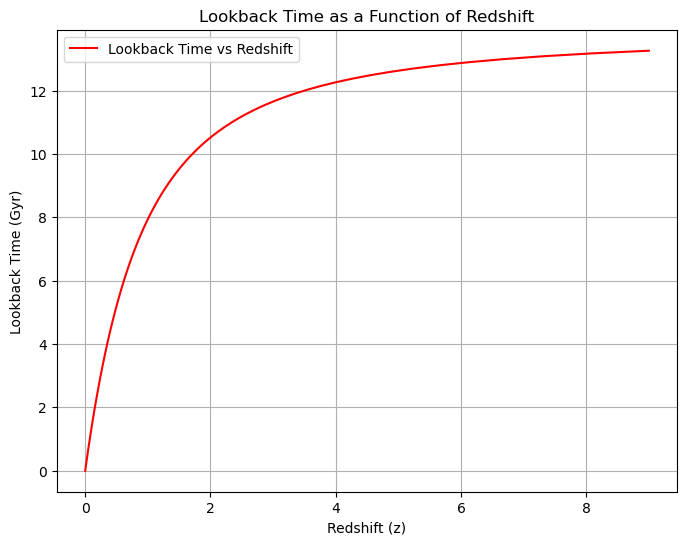 Lookback Time as a Function of Redshift
Lookback Time vs Redshift
Lookback Time (Gyr)
12
10
8
6
4
2
0
0 2 4 6 8
Redshift (z)